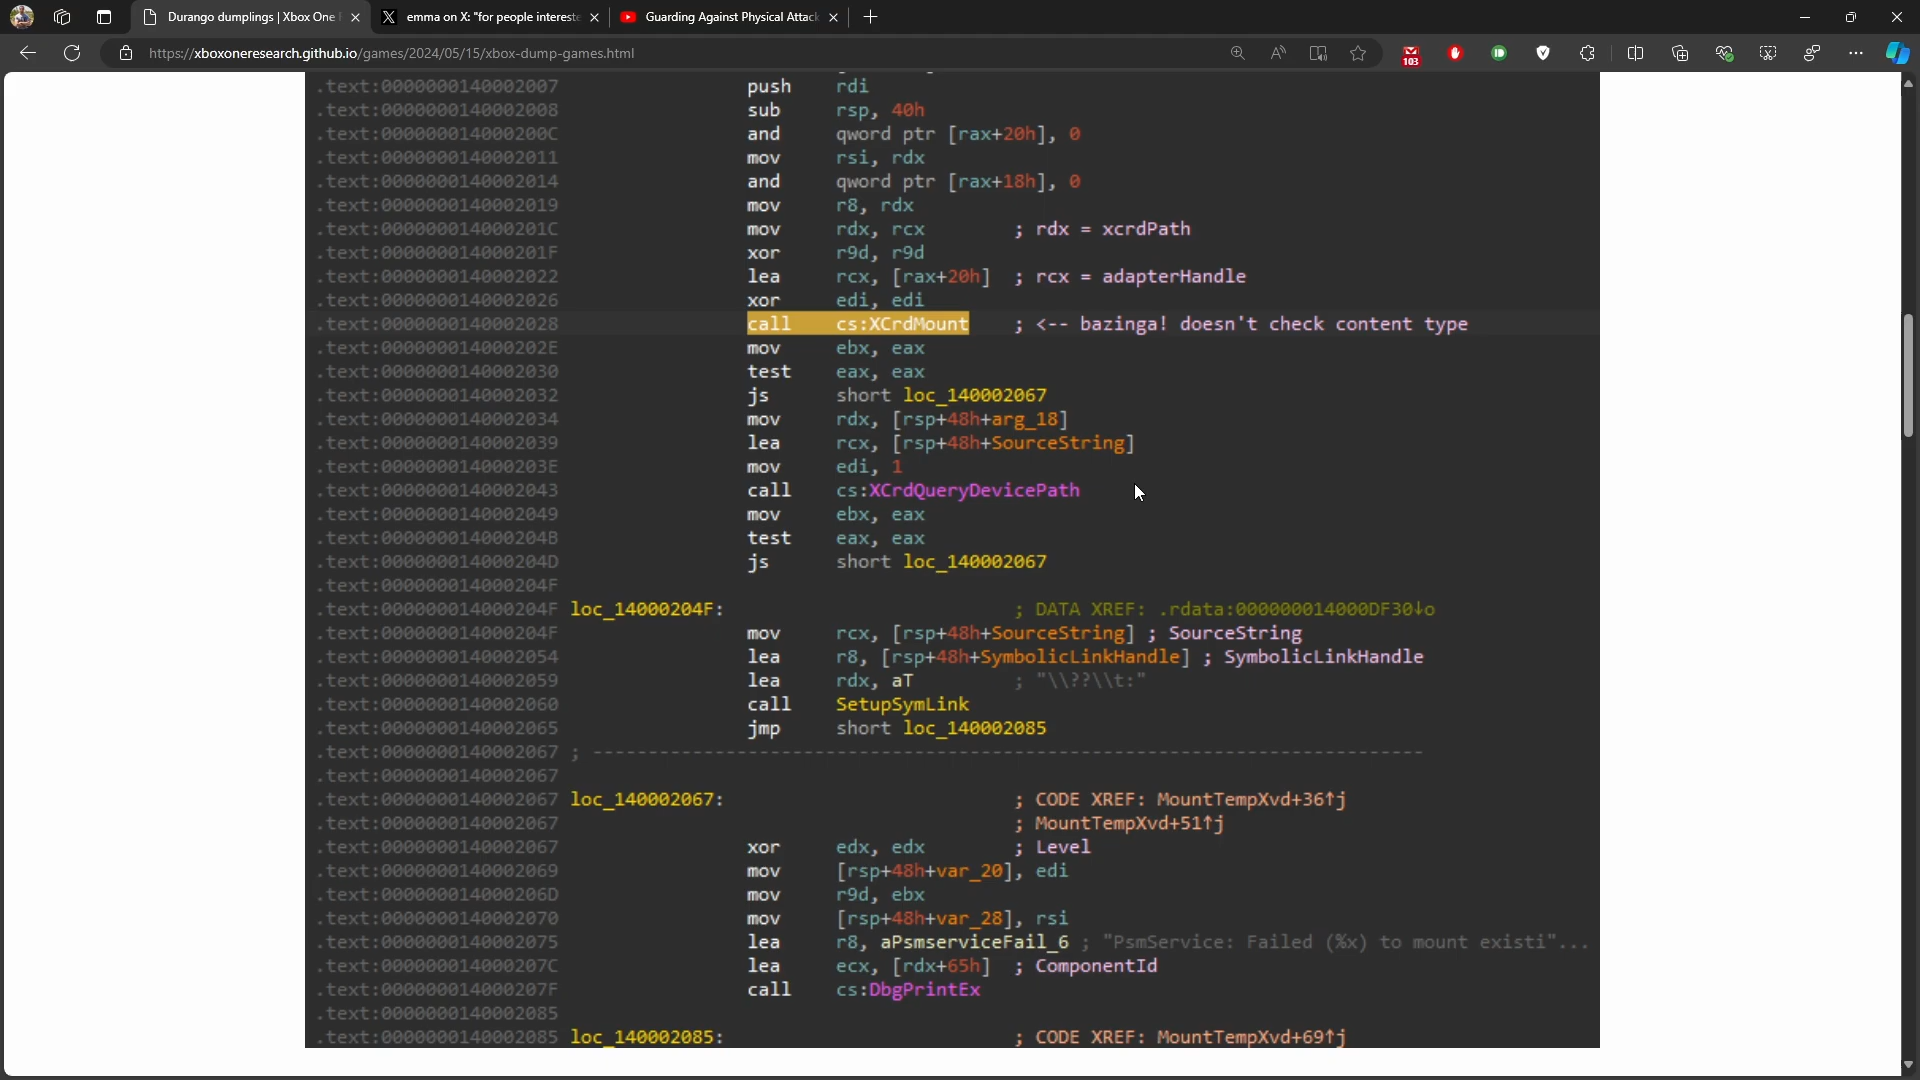 Durango dumplings | Xbox One
emma on X: "for people intereste
Guarding Against Physical Attack
https://xboxoneresearch.github.io/games/2024/05/15/xbox-dump-games.html
103
.text:0000000140002007 push rdi
.text:0000000140002008 sub rsp, 40h
.text:000000014000200C and qword ptr [rax+20h], 0
.text:0000000140002011 mov rsi, rdx
.text:0000000140002014 and qword ptr [rax+18h], 0
.text:0000000140002019 mov r8, rdx
.text:000000014000201C mov rdx, rcx ; rdx = xcrdPath
.text:000000014000201F xor r9d, r9d
.text:0000000140002022 lea rcx, [rax+20h] ; rcx = adapterHandle
.text:0000000140002026 xor edi, edi
.text:0000000140002028 call cs:XCrdMount ; <-- bazinga! doesn't check content type
.text:000000014000202E mov ebx, eax
.text:0000000140002030 test eax, eax
.text:0000000140002032 js short loc_140002067
.text:0000000140002034 mov rdx, [rsp+48h+arg_18]
.text:0000000140002039 lea rcx, [rsp+48h+SourceString]
.text:000000014000203E mov edi, 1
.text:0000000140002043 call cs:XCrdQueryDevicePath
.text:0000000140002049 mov ebx, eax
.text:000000014000204B test eax, eax
.text:000000014000204D js short loc_140002067
.text:000000014000204F
.text:000000014000204F loc_14000204F: ; DATA XREF: .rdata:000000014000DF30↓o
.text:000000014000204F mov rcx, [rsp+48h+SourceString] ; SourceString
.text:0000000140002054 lea r8, [rsp+48h+SymbolicLinkHandle] ; SymbolicLinkHandle
.text:0000000140002059 lea rdx, aT ; "\\??\\t:"
.text:0000000140002060 call SetupSymLink
.text:0000000140002065 jmp short loc_140002085
.text:0000000140002067 ; ---------------------------------------------------------------------------
.text:0000000140002067
.text:0000000140002067 loc_140002067: ; CODE XREF: MountTempXvd+36↑j
.text:0000000140002067 ; MountTempXvd+51↑j
.text:0000000140002067 xor edx, edx ; Level
.text:0000000140002069 mov [rsp+48h+var_20], edi
.text:000000014000206D mov r9d, ebx
.text:0000000140002070 mov [rsp+48h+var_28], rsi
.text:0000000140002075 lea r8, aPsmserviceFail_6 ; "PsmService: Failed (%x) to mount existi"...
.text:000000014000207C lea ecx, [rdx+65h] ; ComponentId
.text:000000014000207F call cs:DbgPrintEx
.text:0000000140002085
.text:0000000140002085 loc_140002085: ; CODE XREF: MountTempXvd+69↑j